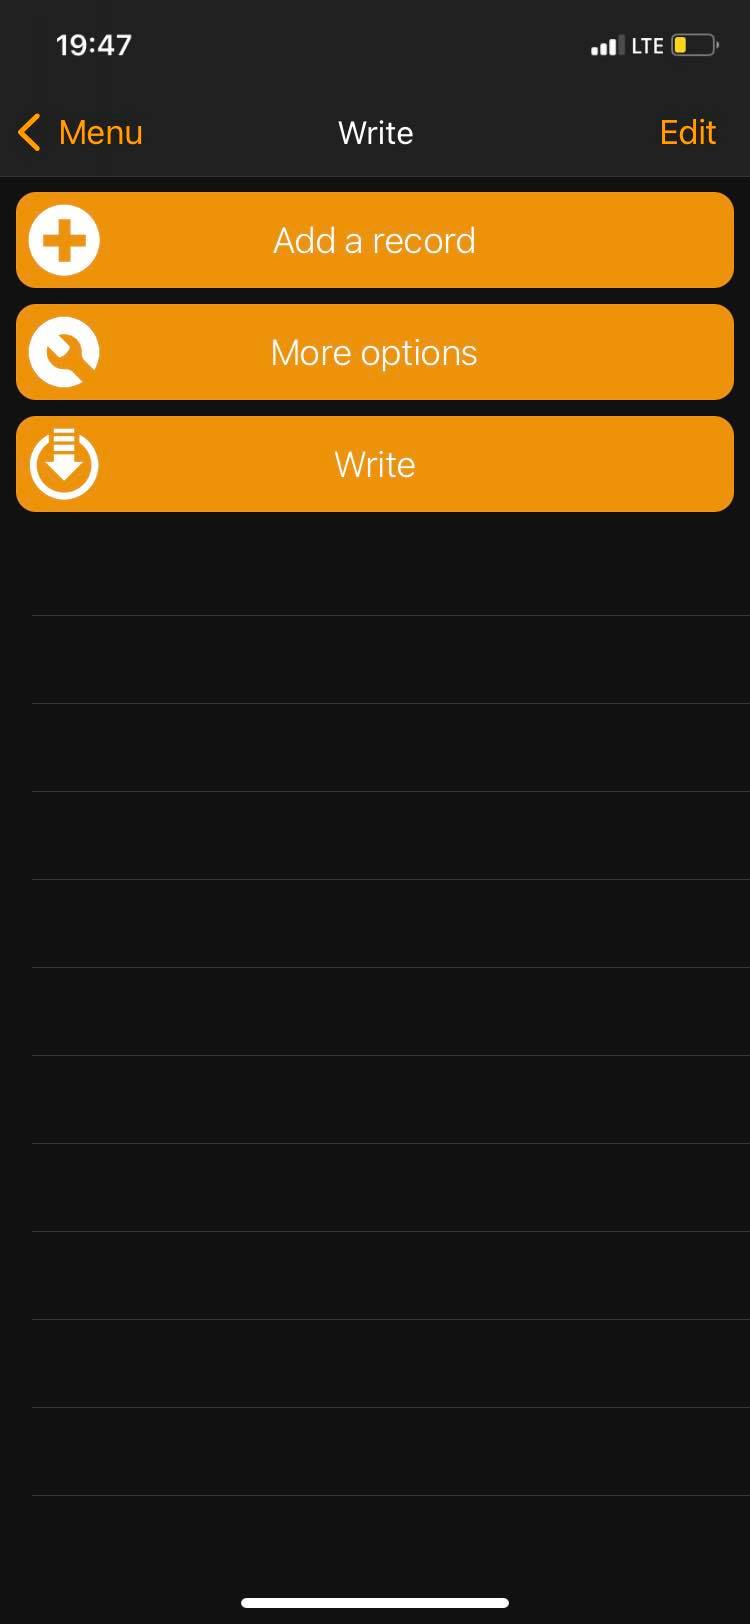 19:47 LTE
Menu Write Edit
Add a record
More options
Write